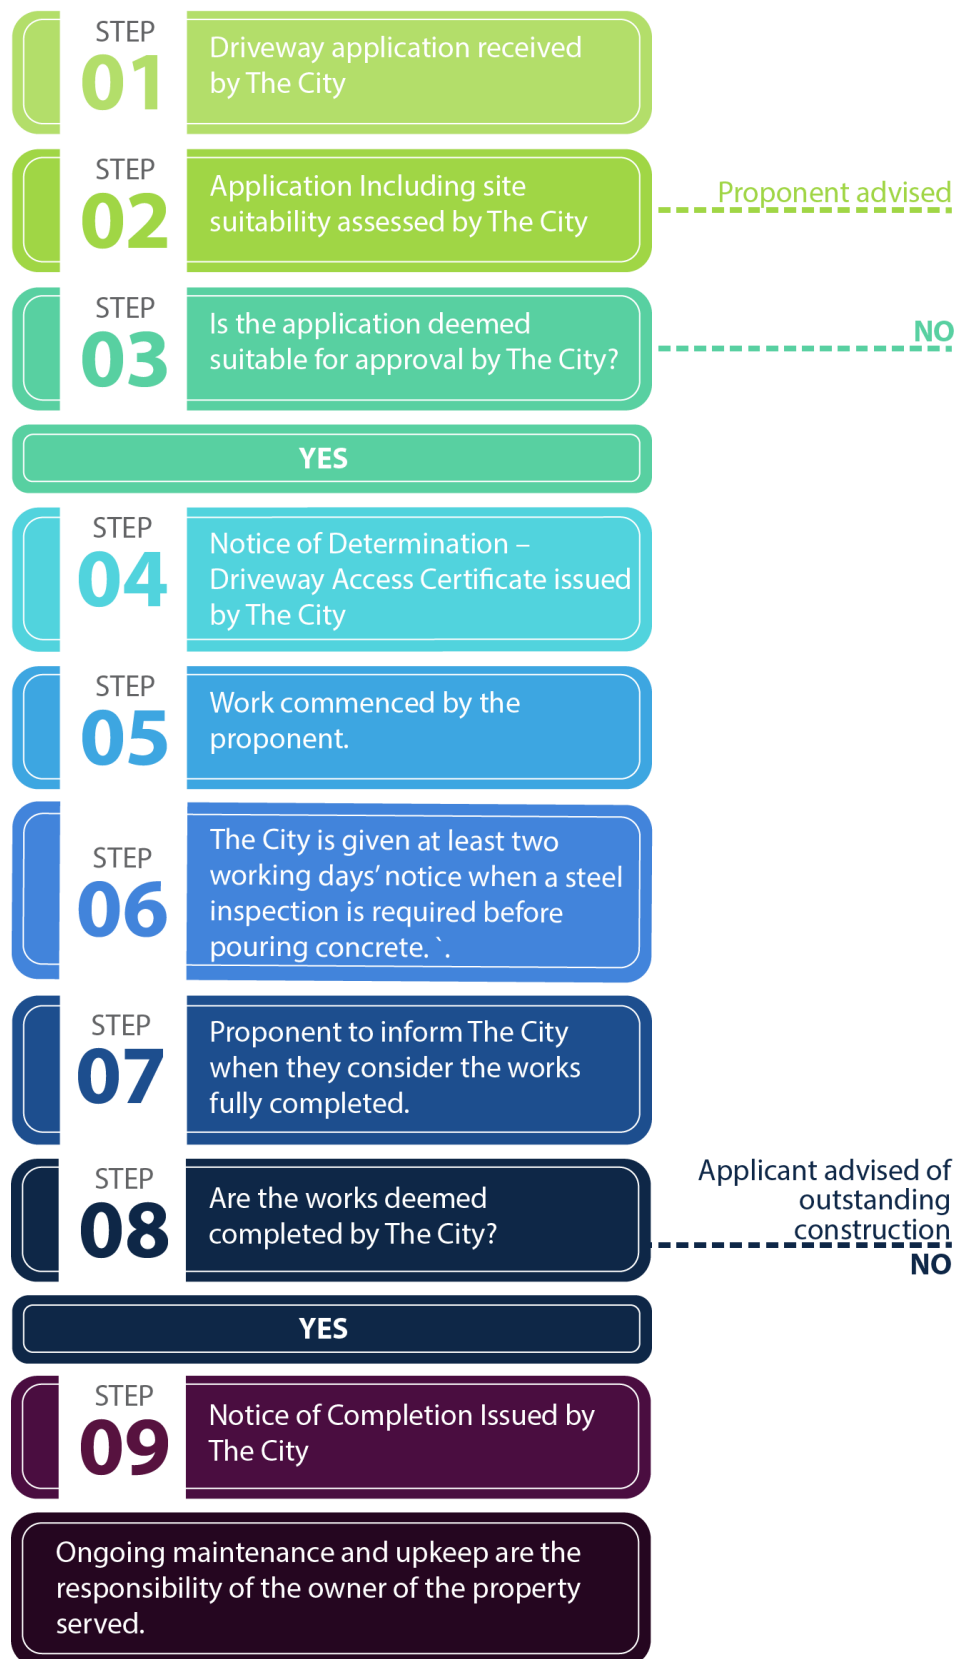 STEP
01
Driveway application received
by The City
STEP
02
Application Including site
suitability assessed by The City
Proponent advised
STEP
03
Is the application deemed
suitable for approval by The City?
NO
YES
STEP
04
Notice of Determination –
Driveway Access Certificate issued
by The City
STEP
05
Work commenced by the
proponent.
STEP
06
The City is given at least two
working days’ notice when a steel
inspection is required before
pouring concrete. `.
STEP
07
Proponent to inform The City
when they consider the works
fully completed.
STEP
08
Are the works deemed
completed by The City?
Applicant advised of
outstanding
construction
NO
YES
STEP
09
Notice of Completion Issued by
The City
Ongoing maintenance and upkeep are the
responsibility of the owner of the property
served.